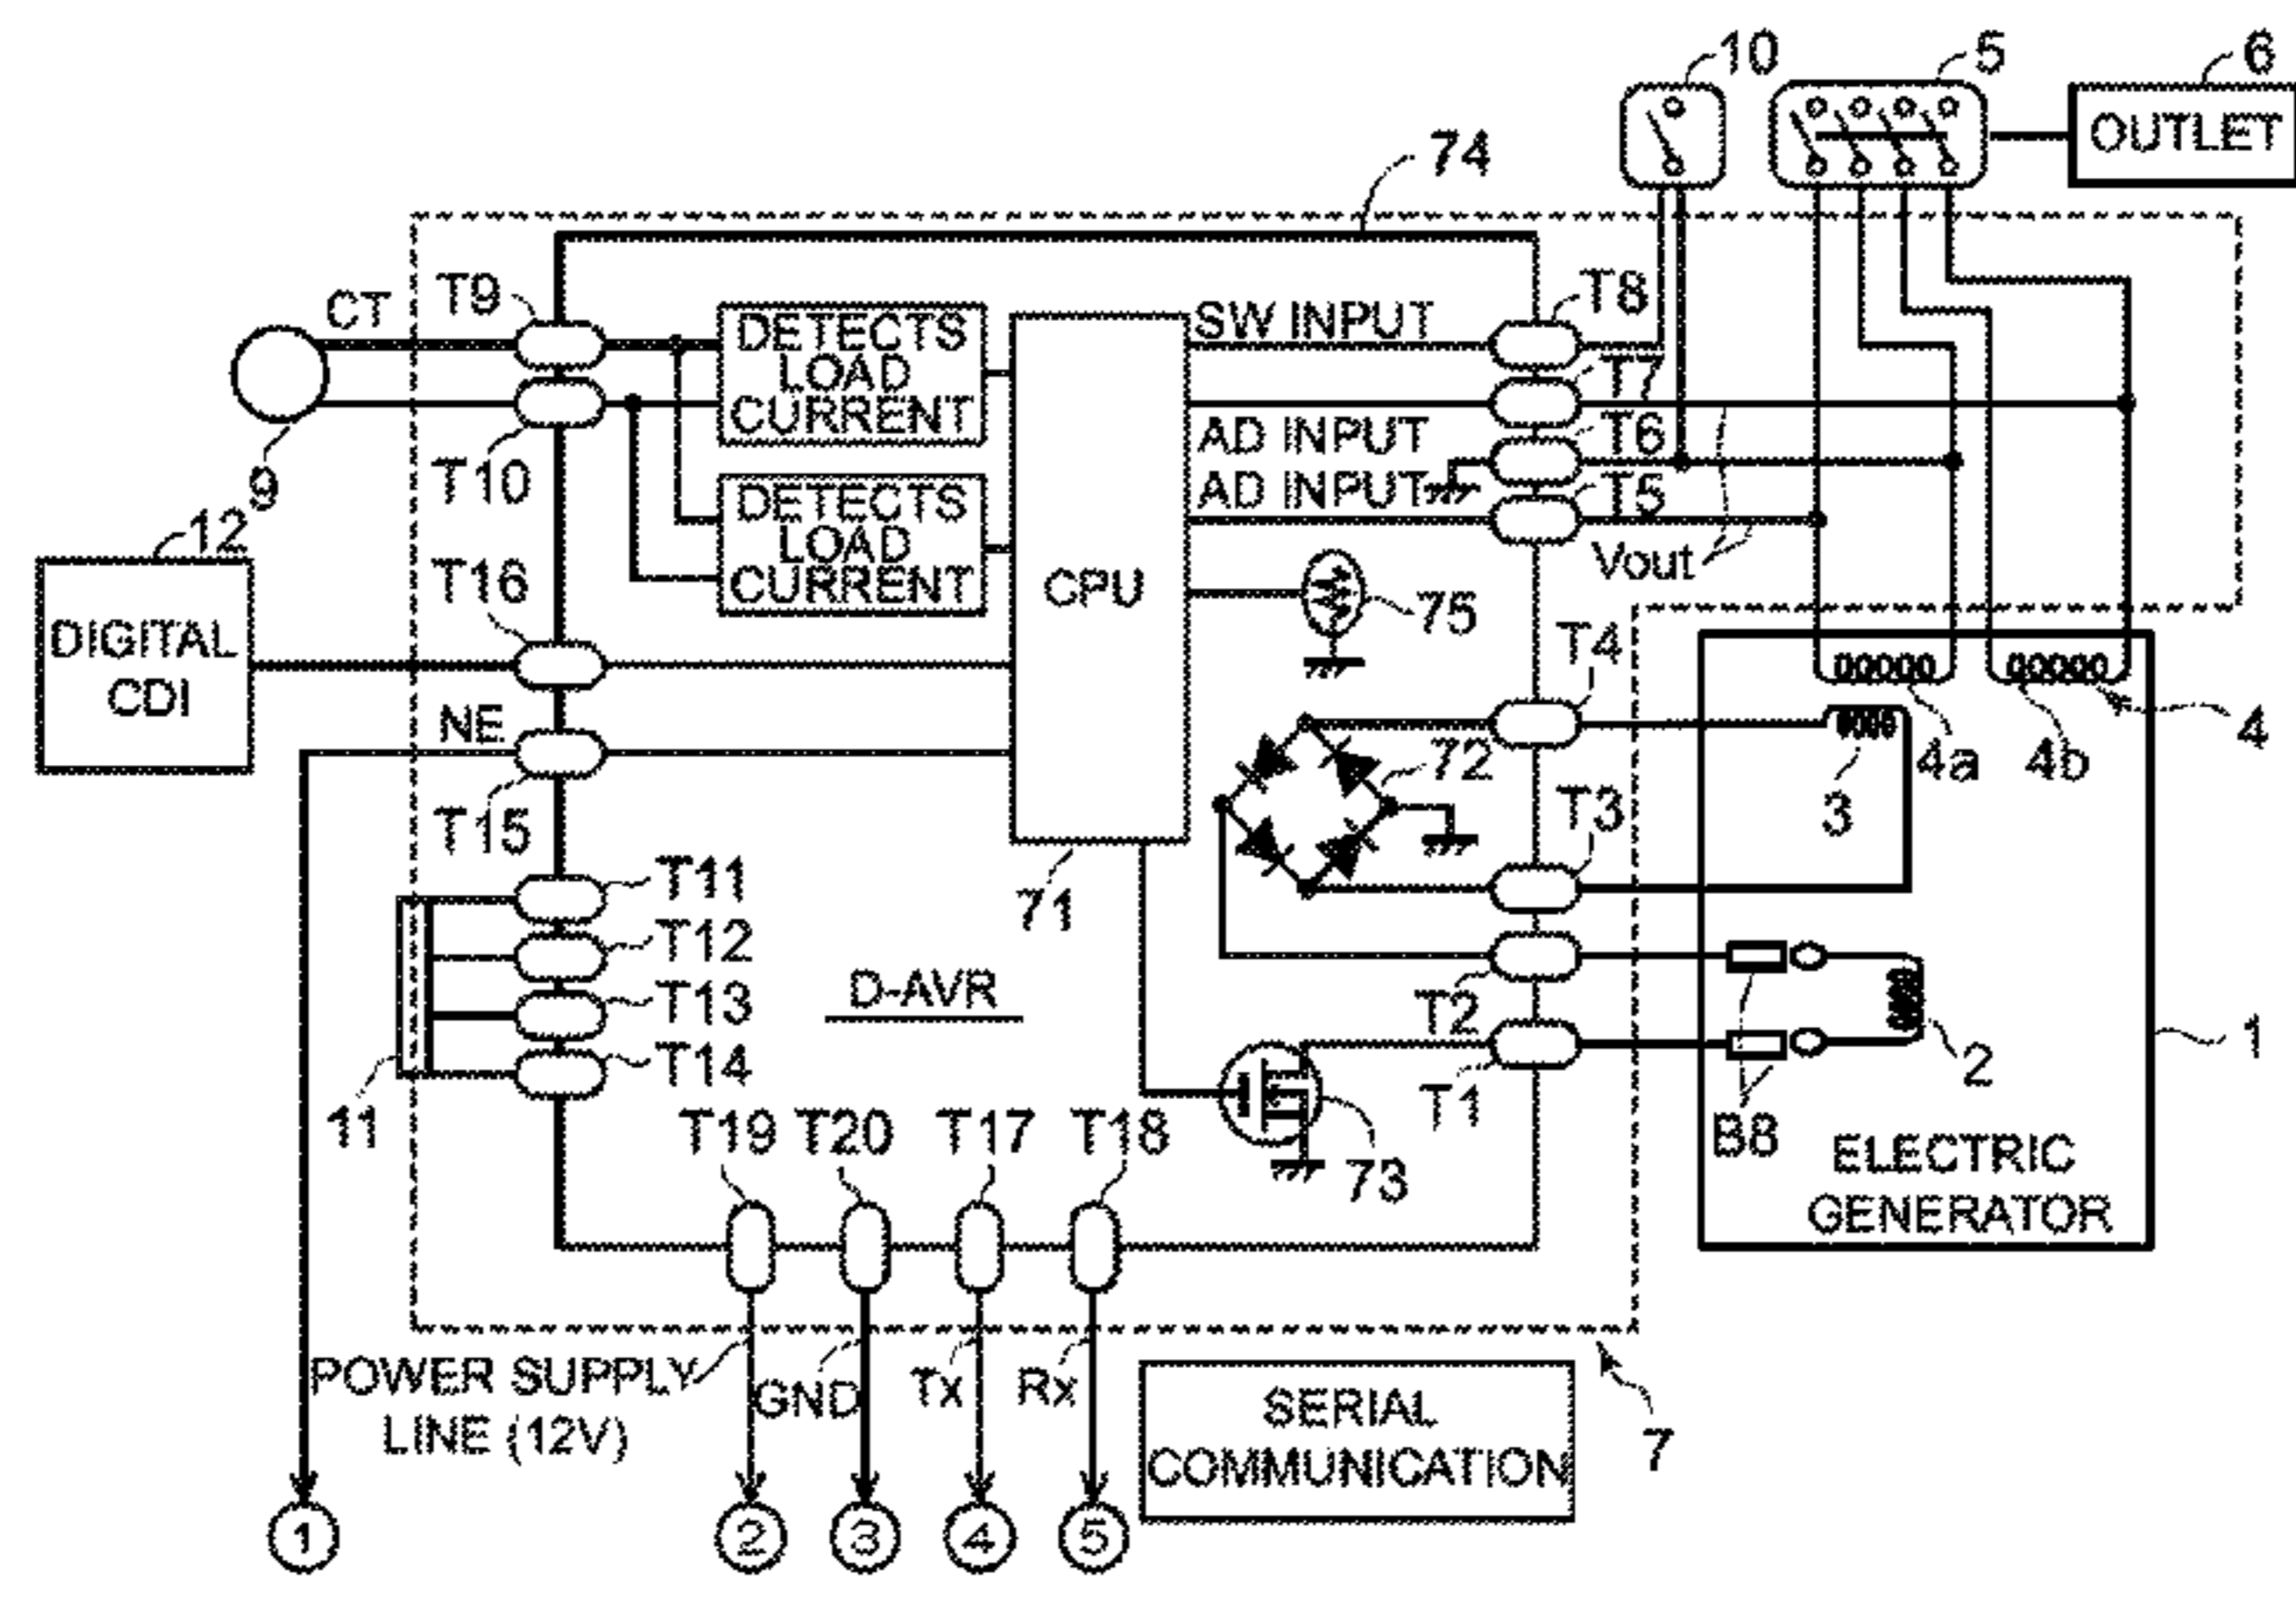 10
5
6
OUTLET
74
CT
T9
T8
SW INPUT
DETECTS
LOAD
CURRENT
T7
AD INPUT
T6
T10
9
AD INPUT
T5
DETECTS
LOAD
CURRENT
12
Vout
T16
CPU
75
DIGITAL
CDI
T4
NE
4a
4b
4
72
3
T15
T3
T11
71
T12
D-AVR
T13
T2
T14
2
1
11
T1
T19
T20
T17
T18
B8
ELECTRIC
GENERATOR
73
POWER SUPPLY
LINE (12V)
GND
Tx
Rx
SERIAL
COMMUNICATION
7
1
2
3
4
5